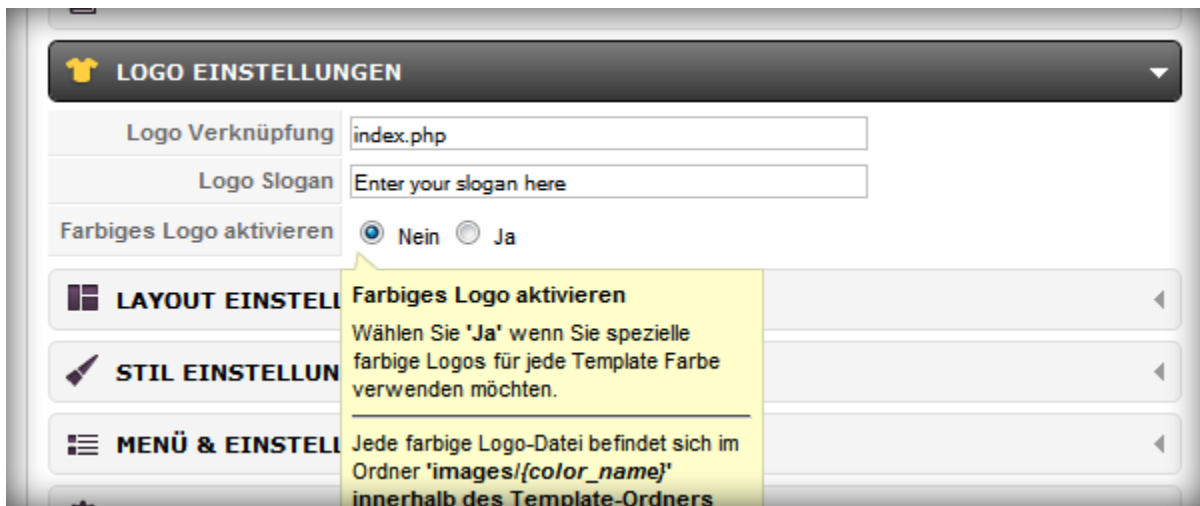 LOGO EINSTELLUNGEN
Logo Verknüpfung index.php
Logo Slogan Enter your slogan here
Farbiges Logo aktivieren Nein Ja
LAYOUT EINSTELL
STIL EINSTELLUN
MENÜ & EINSTELL
Farbiges Logo aktivieren
Wählen Sie 'Ja' wenn Sie spezielle
farbige Logos für jede Template Farbe
verwenden möchten.
Jede farbige Logo-Datei befindet sich im
Ordner 'images/{color_name}'
innerhalb des Template-Ordners